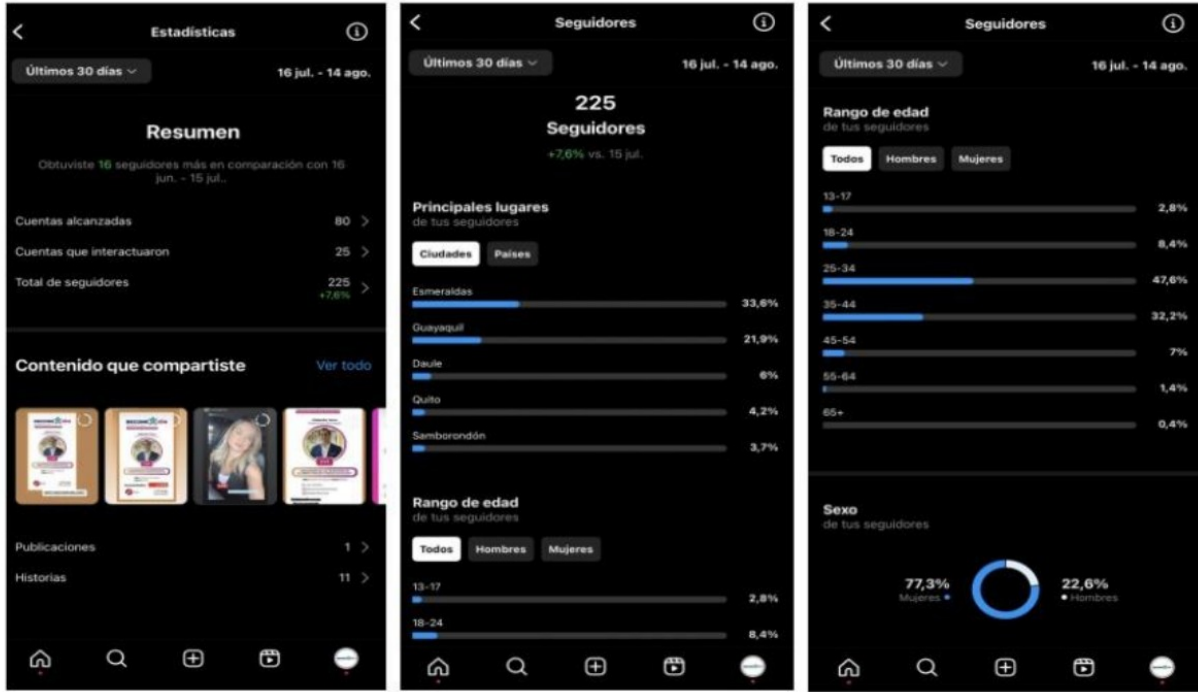 Estadísticas
Últimos 30 días
16 jul. - 14 ago.
Resumen
Obtuviste 16 seguidores más en comparación con 16
jun. - 15 jul..
Cuentas alcanzadas 80
Cuentas que interactuaron 25
Total de seguidores 225
+7,6%
Contenido que compartiste Ver todo
Publicaciones 1
Historias 11
Seguidores
Últimos 30 días
16 jul. - 14 ago.
225
Seguidores
+7,6% vs. 15 jul.
Principales lugares
de tus seguidores
Ciudades Países
Esmeraldas
33,6%
Guayaquil
21,9%
Daule
6%
Quito
4,2%
Samborondón
3,7%
Rango de edad
de tus seguidores
Todos Hombres Mujeres
13-17
2,8%
18-24
8,4%
Seguidores
Últimos 30 días
16 jul. - 14 ago.
Rango de edad
de tus seguidores
Todos Hombres Mujeres
13-17
2,8%
18-24
8,4%
25-34
47,6%
35-44
32,2%
45-54
7%
55-64
1,4%
65+
0,4%
Sexo
de tus seguidores
77,3%
Mujeres
22,6%
Hombres